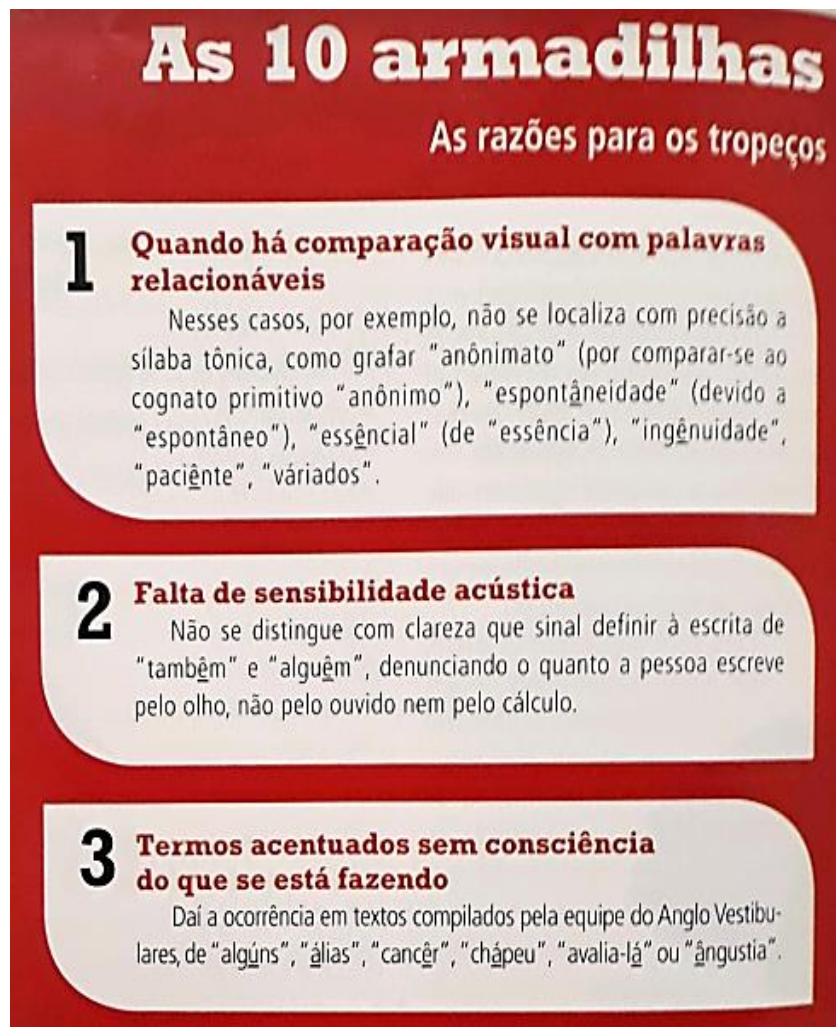 As 10 armadilhas
As razões para os tropeços
1
Quando há comparação visual com palavras
relacionáveis
Nesses casos, por exemplo, não se localiza com precisão a
sílaba tônica, como grafar "anônimato" (por comparar-se ao
cognato primitivo "anônimo"), "espontâneidade" (devido a
"espontâneo"), "essêncial" (de "essência"), "ingênuidade",
"paciênte", "váriados".
2
Falta de sensibilidade acústica
Não se distingue com clareza que sinal definir à escrita de
"tambêm" e "alguêm", denunciando o quanto a pessoa escreve
pelo olho, não pelo ouvido nem pelo cálculo.
3
Termos acentuados sem consciência
do que se está fazendo
Daí a ocorrência em textos compilados pela equipe do Anglo Vestibu-
lares, de "algúns", "álias", "cancêr", "chápeu", "avalia-lá" ou "ângustia".